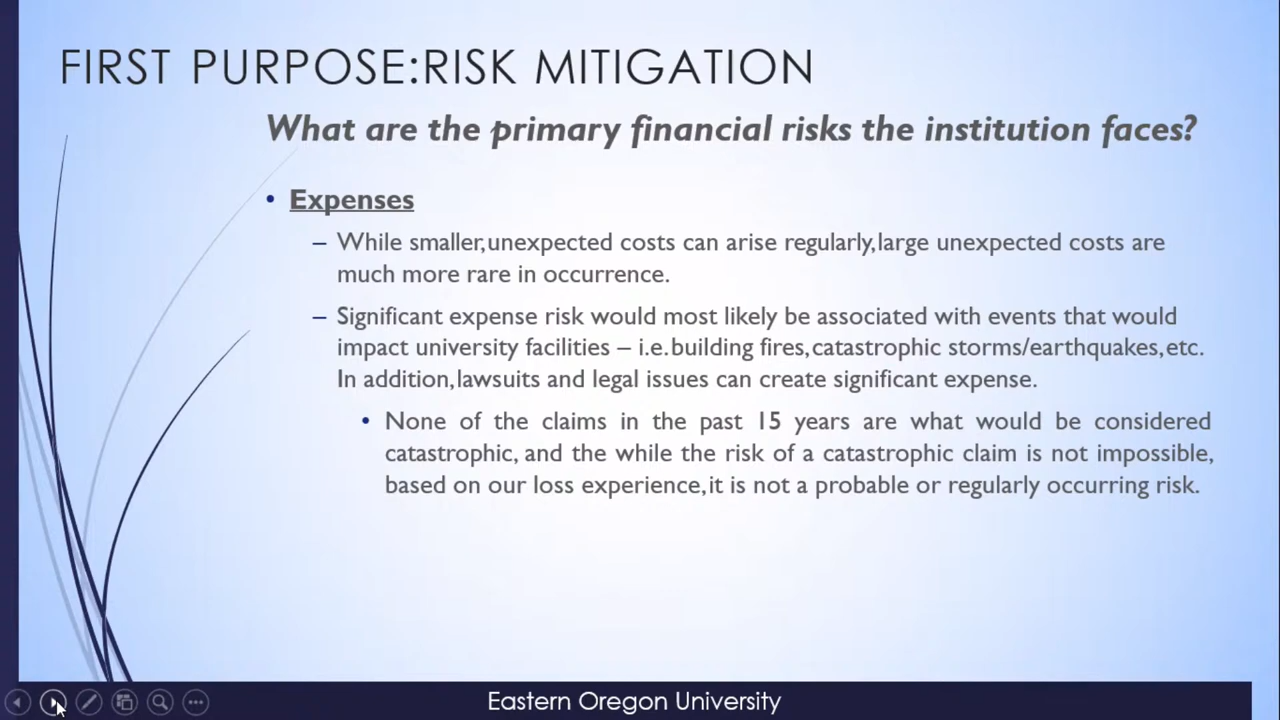 FIRST PURPOSE:RISK MITIGATION
What are the primary financial risks the institution faces?
• Expenses
– While smaller,unexpected costs can arise regularly,large unexpected costs are
much more rare in occurrence.
– Significant expense risk would most likely be associated with events that would
impact university facilities – i.e.building fires,catastrophic storms/earthquakes,etc.
In addition,lawsuits and legal issues can create significant expense.
• None of the claims in the past 15 years are what would be considered
catastrophic, and the while the risk of a catastrophic claim is not impossible,
based on our loss experience,it is not a probable or regularly occurring risk.
Eastern Oregon University